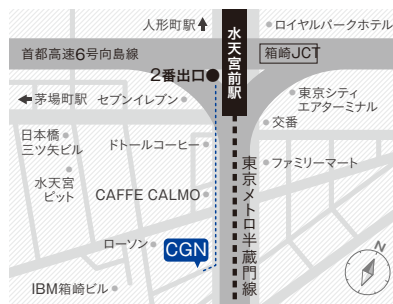 人形町駅
水天宮前駅
ロイヤルパークホテル
首都高速6号向島線
箱崎JCT
2番出口
茅場町駅
セブンイレブン
東京シティ
エアターミナル
交番
日本橋
三ツ矢ビル
ドトールコーヒー
ファミリーマート
水天宮
ピット
CAFFE CALMO
東京メトロ半蔵門線
ローソン
CGN
N
IBM箱崎ビル